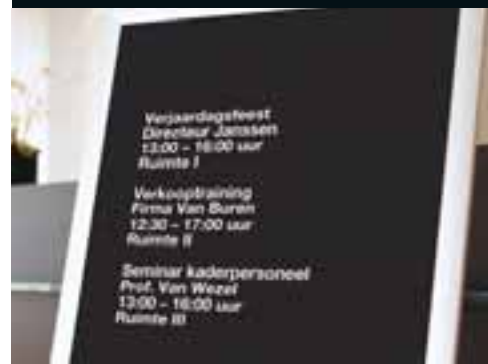 Verjaardagsfeest
Directeur Janssen
13:00 – 16:00 uur
Ruimte I
Verkooptraining
Firma Van Buren
12:30 – 17:00 uur
Ruimte II
Seminar kaderpersoneel
Prof. Van Wezel
13:00 – 16:00 uur
Ruimte III